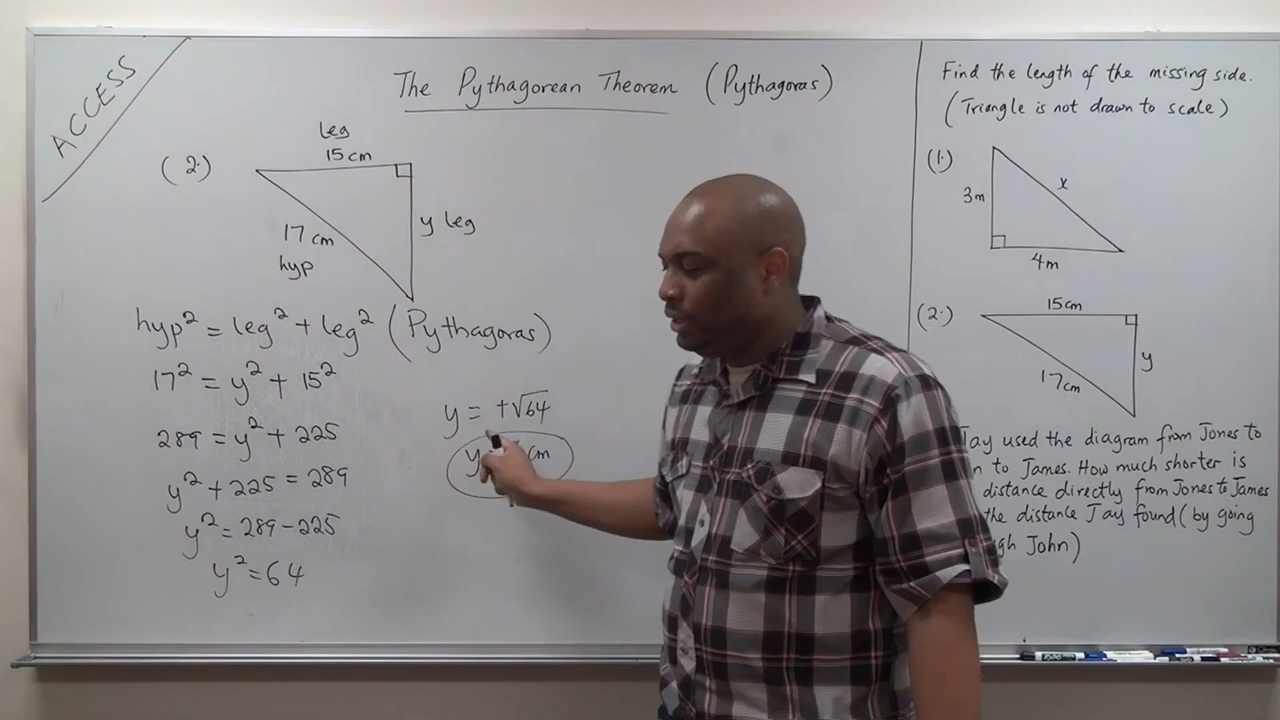 ACCESS
The Pythagorean Theorem (Pythagoras)
(2.)
leg
15 cm
y leg
17 cm
hyp
hyp² = leg² + leg² (Pythagoras)
17² = y² + 15²
289 = y² + 225
y² + 225 = 289
y² = 289 - 225
y² = 64
y = +√64
y cm
Find the length of the missing side.
(Triangle is not drawn to scale)
(1.)
3m
x
4m
(2.)
15cm
y
17cm
Jay used the diagram from Jones to
to James. How much shorter is
distance directly from Jones to James
the distance Jay found (by going
John)